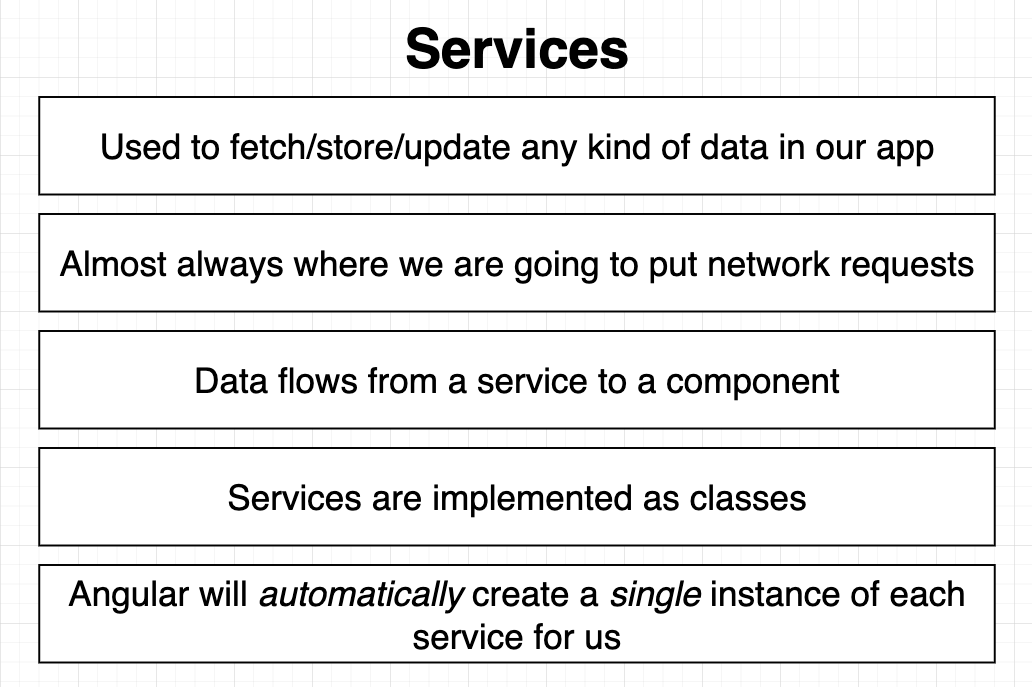 Services
Used to fetch/store/update any kind of data in our app
Almost always where we are going to put network requests
Data flows from a service to a component
Services are implemented as classes
Angular will automatically create a single instance of each
service for us